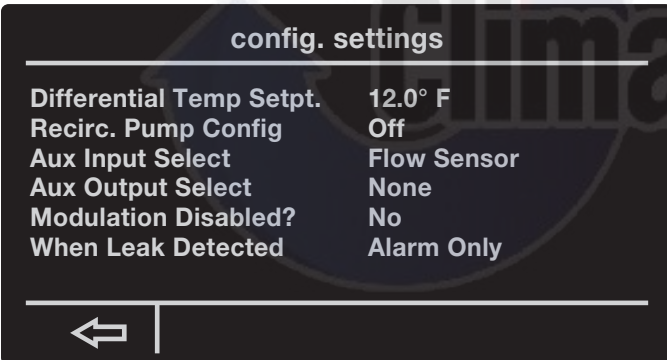 config. settings
Differential Temp Setpt. 12.0° F
Recirc. Pump Config Off
Aux Input Select Flow Sensor
Aux Output Select None
Modulation Disabled? No
When Leak Detected Alarm Only